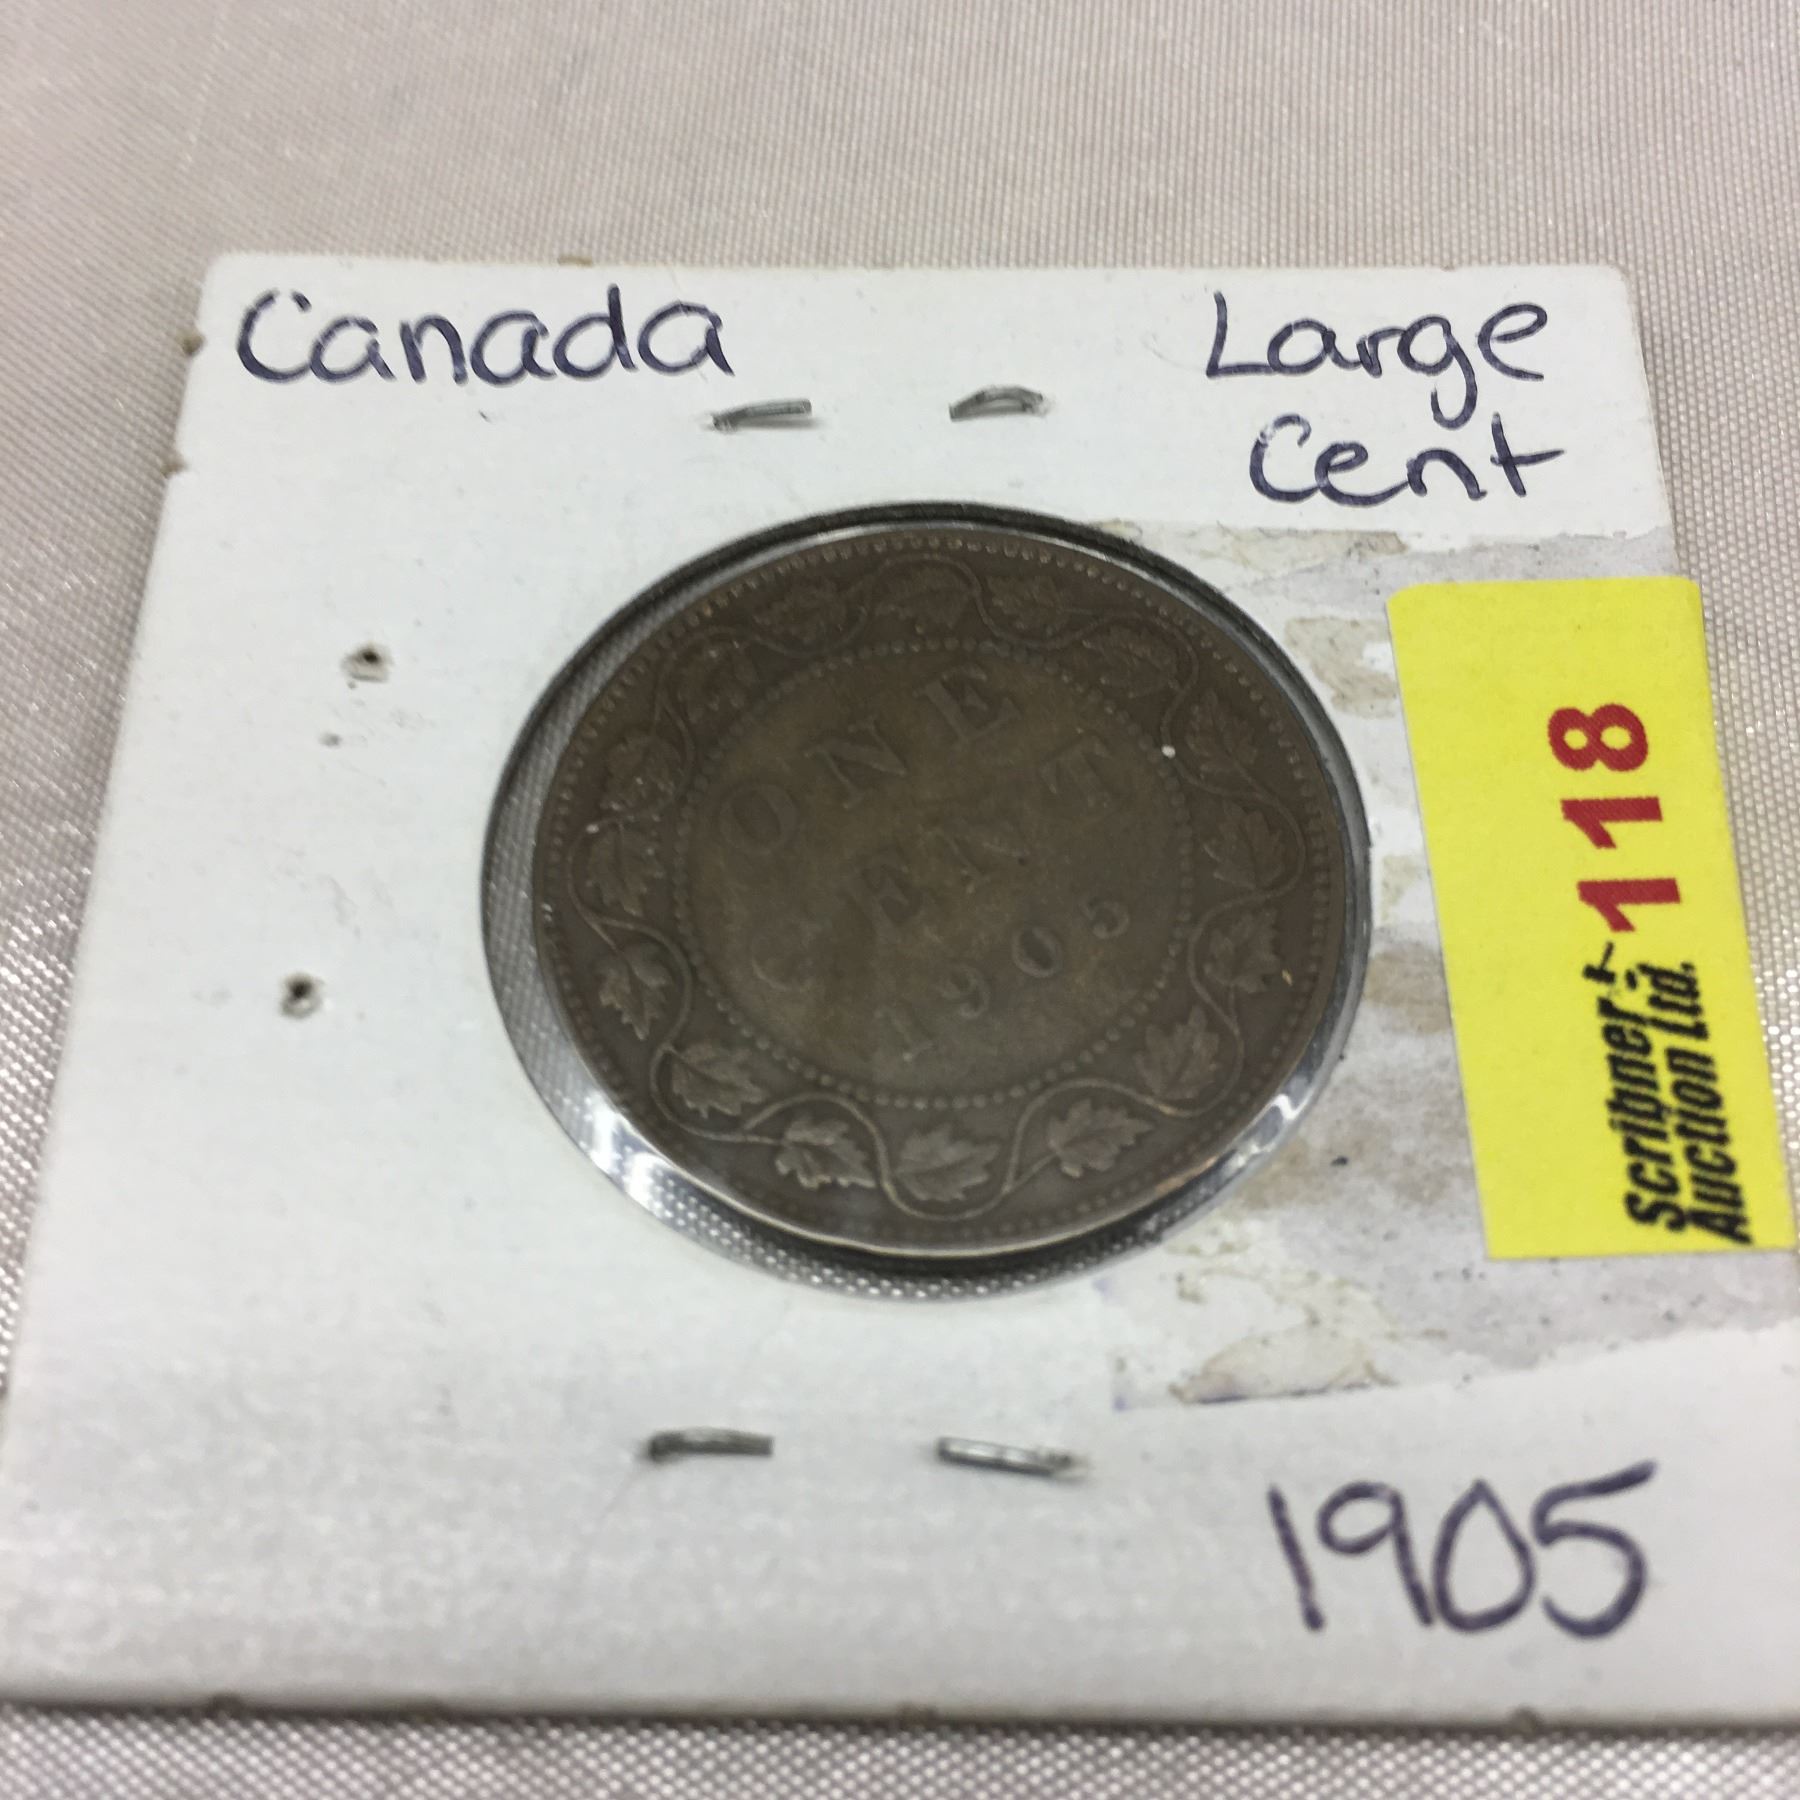 Canada
Large
Cent
ONE
CENT
1905
118
Scribner
Auction Ltd.
1905